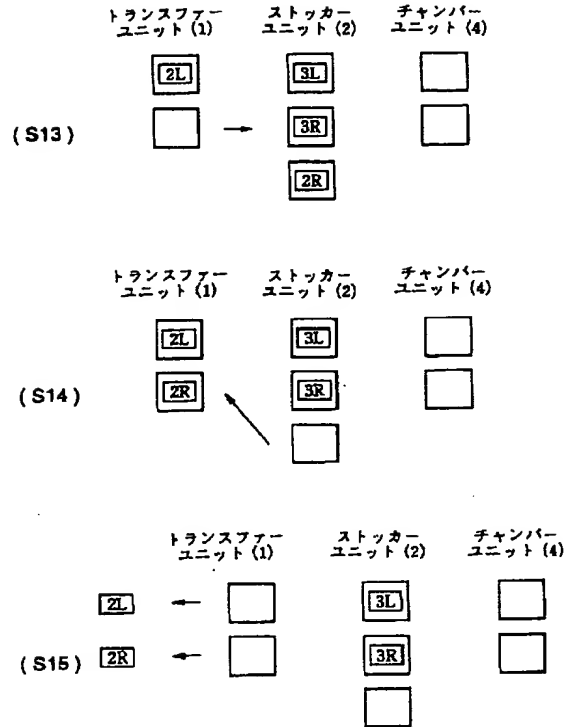 トランスファー ストッカー チャンバー
ユニット (1) ユニット (2) ユニット (4)
2L 3L
(S13) 3R
2R
トランスファー ストッカー チャンバー
ユニット (1) ユニット (2) ユニット (4)
2L 3L
(S14) 2R 3R
トランスファー ストッカー チャンバー
ユニット (1) ユニット (2) ユニット (4)
2L 3L
(S15) 2R 3R